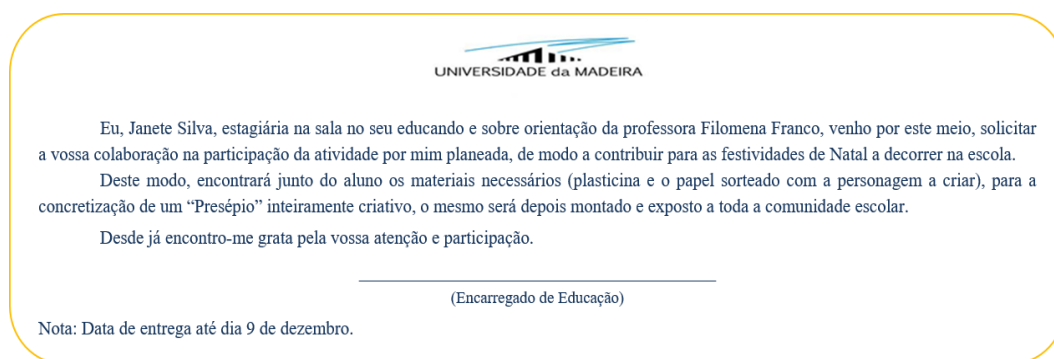 UNIVERSIDADE da MADEIRA
Eu, Janete Silva, estagiária na sala no seu educando e sobre orientação da professora Filomena Franco, venho por este meio, solicitar
a vossa colaboração na participação da atividade por mim planeada, de modo a contribuir para as festividades de Natal a decorrer na escola.
Deste modo, encontrará junto do aluno os materiais necessários (plasticina e o papel sorteado com a personagem a criar), para a
concretização de um “Presépio” inteiramente criativo, o mesmo será depois montado e exposto a toda a comunidade escolar.
Desde já encontro-me grata pela vossa atenção e participação.
(Encarregado de Educação)
Nota: Data de entrega até dia 9 de dezembro.